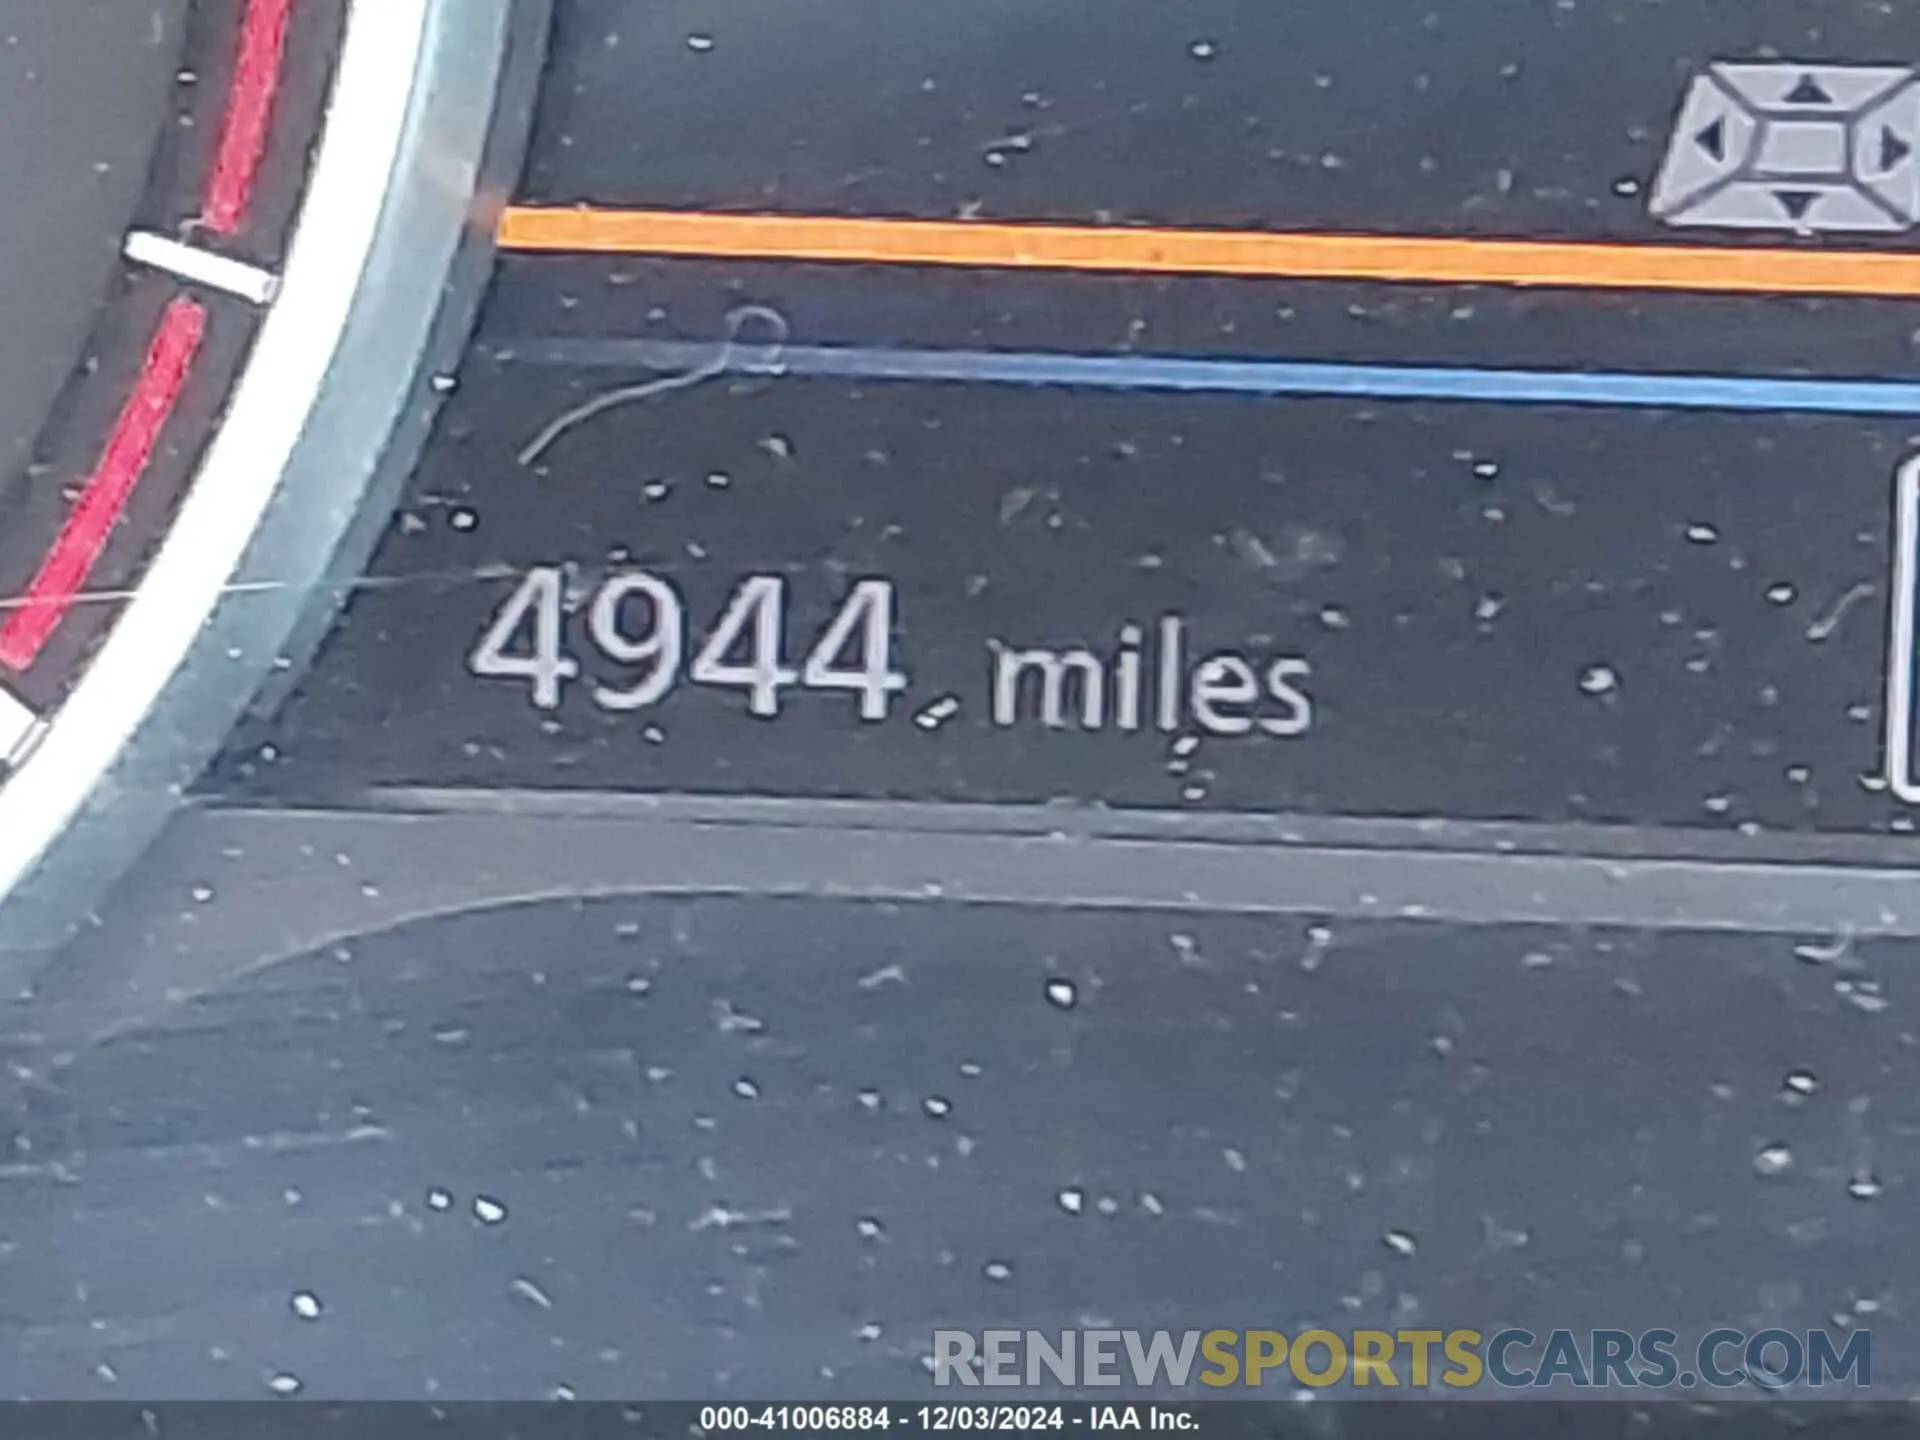 4944 miles
RENEWSPORTSCARS.COM
000-41006884 - 12/03/2024 - IAA Inc.